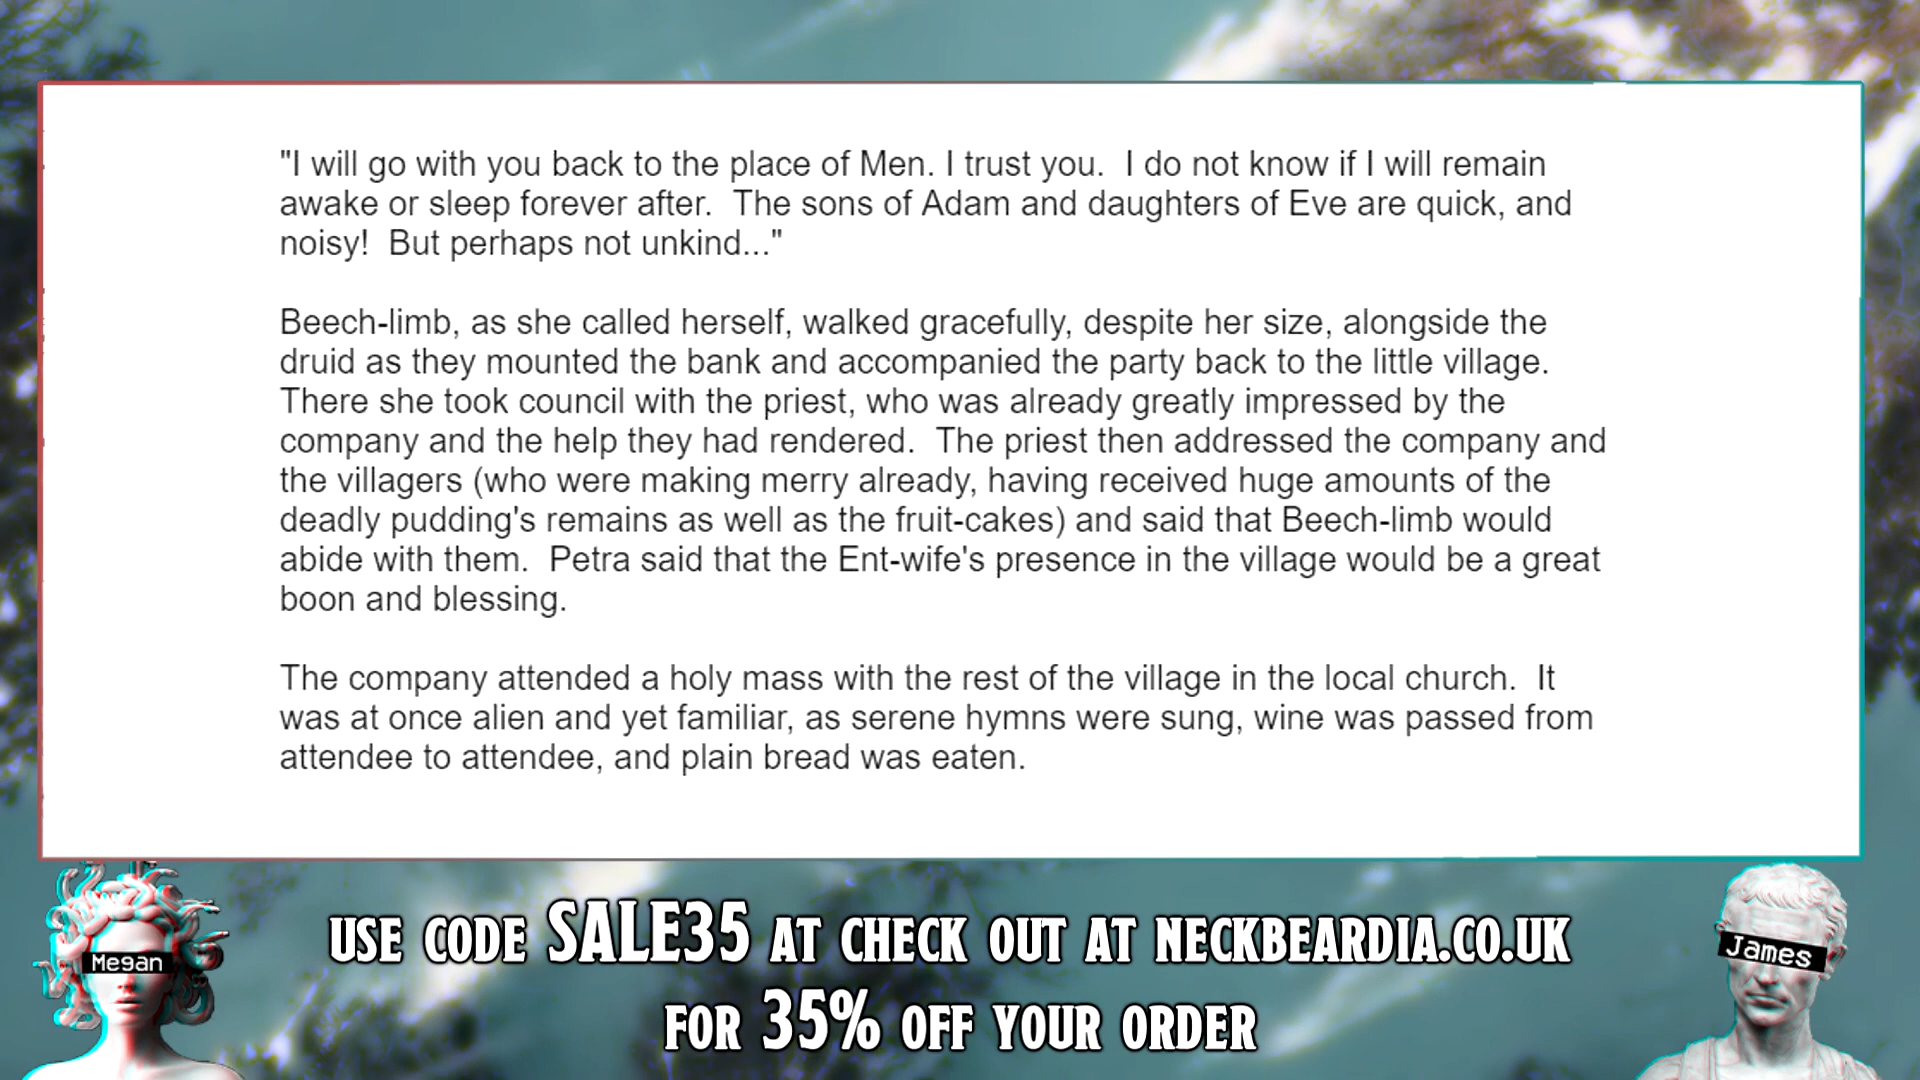 "I will go with you back to the place of Men. I trust you.  I do not know if I will remain
awake or sleep forever after.  The sons of Adam and daughters of Eve are quick, and
noisy!  But perhaps not unkind..."
Beech-limb, as she called herself, walked gracefully, despite her size, alongside the
druid as they mounted the bank and accompanied the party back to the little village.
There she took council with the priest, who was already greatly impressed by the
company and the help they had rendered.  The priest then addressed the company and
the villagers (who were making merry already, having received huge amounts of the
deadly pudding's remains as well as the fruit-cakes) and said that Beech-limb would
abide with them.  Petra said that the Ent-wife's presence in the village would be a great
boon and blessing.
The company attended a holy mass with the rest of the village in the local church.  It
was at once alien and yet familiar, as serene hymns were sung, wine was passed from
attendee to attendee, and plain bread was eaten.
Megan
USE CODE SALE35 AT CHECK OUT AT NECKBEARDIA.CO.UK
FOR 35% OFF YOUR ORDER
James